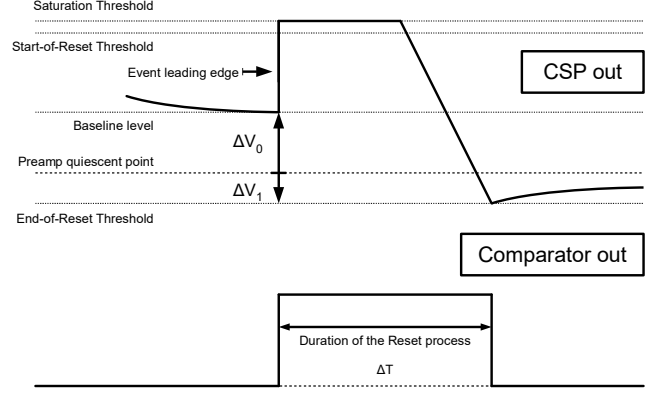 Saturation Threshold
Start-of-Reset Threshold
Event leading edge
CSP out
Baseline level
ΔV0
Preamp quiescent point
ΔV1
End-of-Reset Threshold
Comparator out
Duration of the Reset process
ΔT